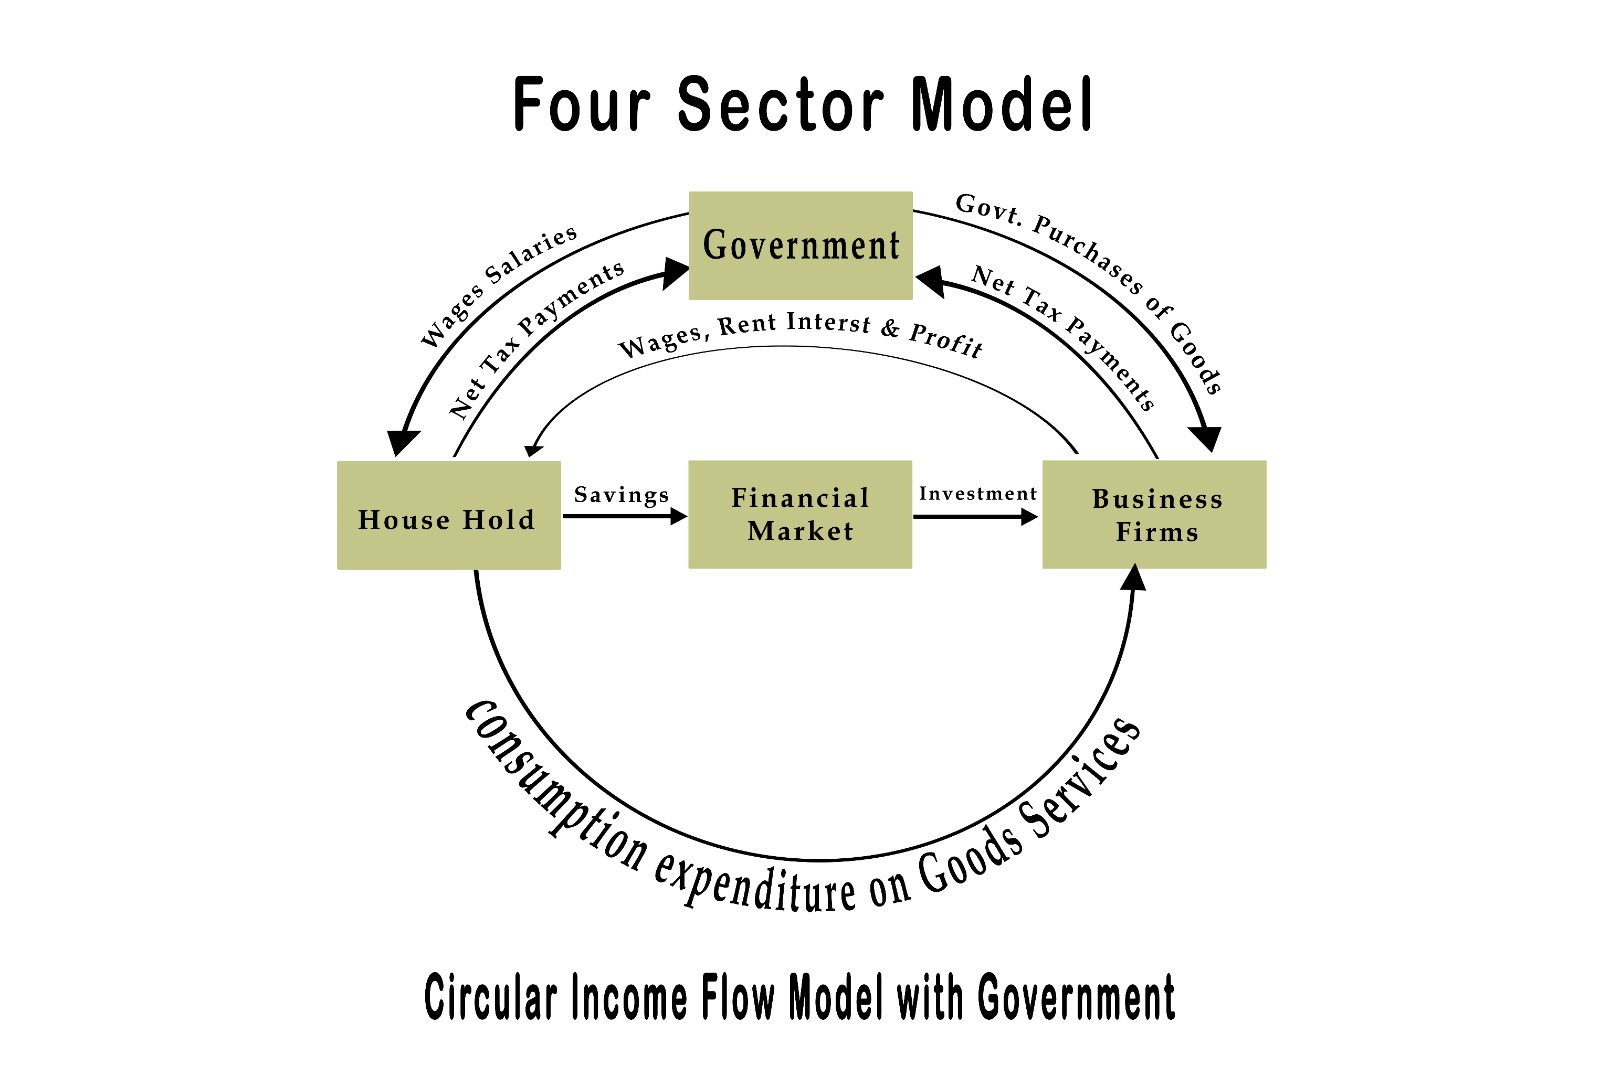 Four Sector Model
Government
Wages Salaries
Net Tax Payments
Govt. Purchases of Goods
Net Tax Payments
Wages, Rent Interst & Profit
House Hold
Savings
Financial
Market
Investment
Business
Firms
consumption expenditure on Goods Services
Circular Income Flow Model with Government